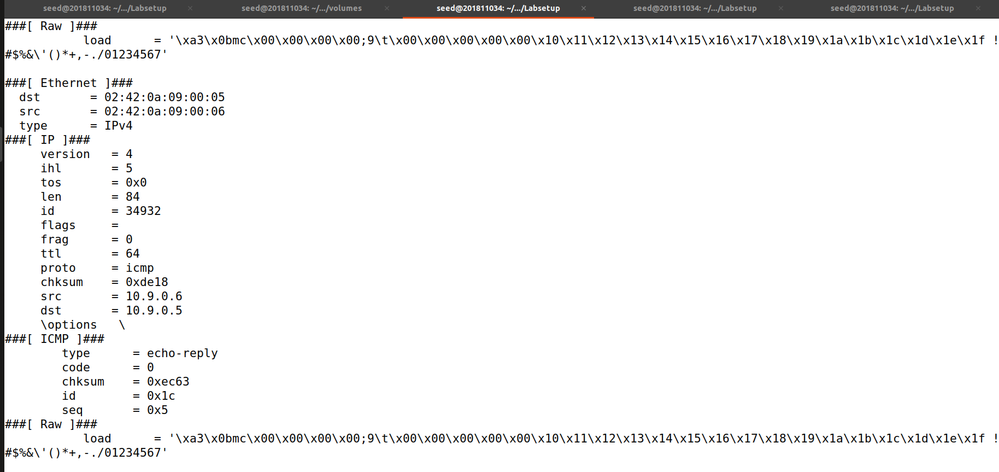 seed@201811034: ~/.../Labsetup × seed@201811034: ~/.../volumes × seed@201811034: ~/.../Labsetup × seed@201811034: ~/.../Labsetup × seed@201811034: ~/.../Labsetup ×
###[ Raw ]###
           load      = '\xa3\x0bmc\x00\x00\x00\x00;9\t\x00\x00\x00\x00\x00\x10\x11\x12\x13\x14\x15\x16\x17\x18\x19\x1a\x1b\x1c\x1d\x1e\x1f !
#$%&\'()*+,-./01234567'

###[ Ethernet ]###
  dst       = 02:42:0a:09:00:05
  src       = 02:42:0a:09:00:06
  type      = IPv4
###[ IP ]###
     version   = 4
     ihl       = 5
     tos       = 0x0
     len       = 84
     id        = 34932
     flags     =
     frag      = 0
     ttl       = 64
     proto     = icmp
     chksum    = 0xde18
     src       = 10.9.0.6
     dst       = 10.9.0.5
     \options   \
###[ ICMP ]###
        type      = echo-reply
        code      = 0
        chksum    = 0xec63
        id        = 0x1c
        seq       = 0x5
###[ Raw ]###
           load      = '\xa3\x0bmc\x00\x00\x00\x00;9\t\x00\x00\x00\x00\x00\x10\x11\x12\x13\x14\x15\x16\x17\x18\x19\x1a\x1b\x1c\x1d\x1e\x1f !
#$%&\'()*+,-./01234567'